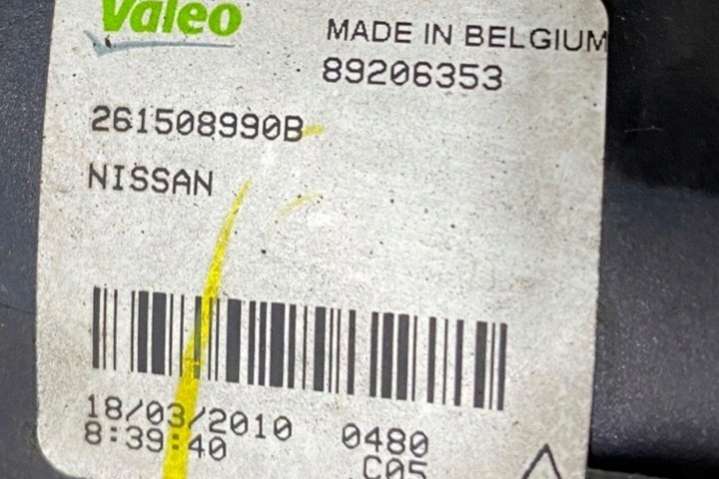 Valeo
MADE IN BELGIUM
89206353
261508990B
NISSAN
18/03/2010 0480
8:39:40 C05